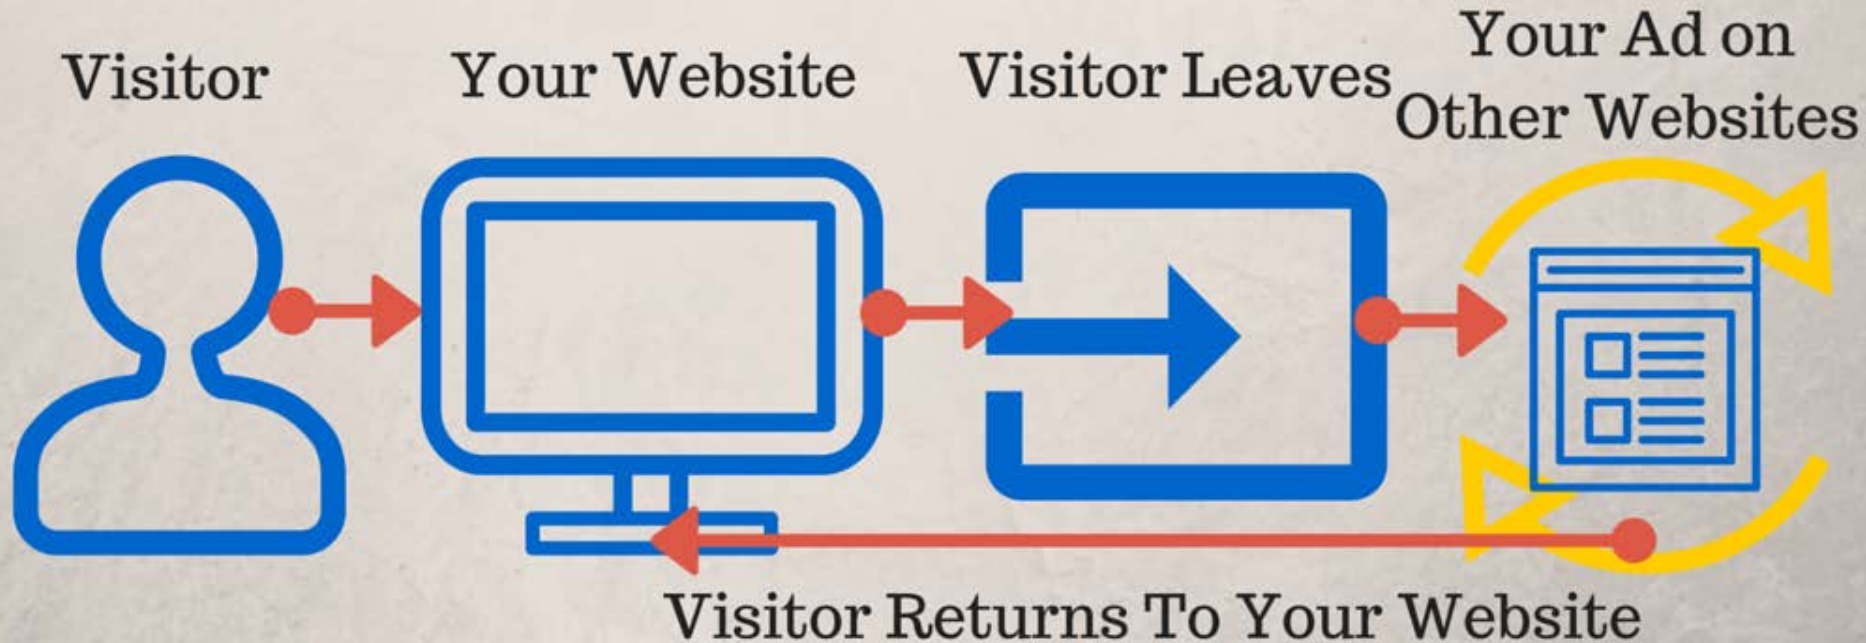 Visitor
Your Website
Visitor Leaves
Your Ad on
Other Websites
Visitor Returns To Your Website